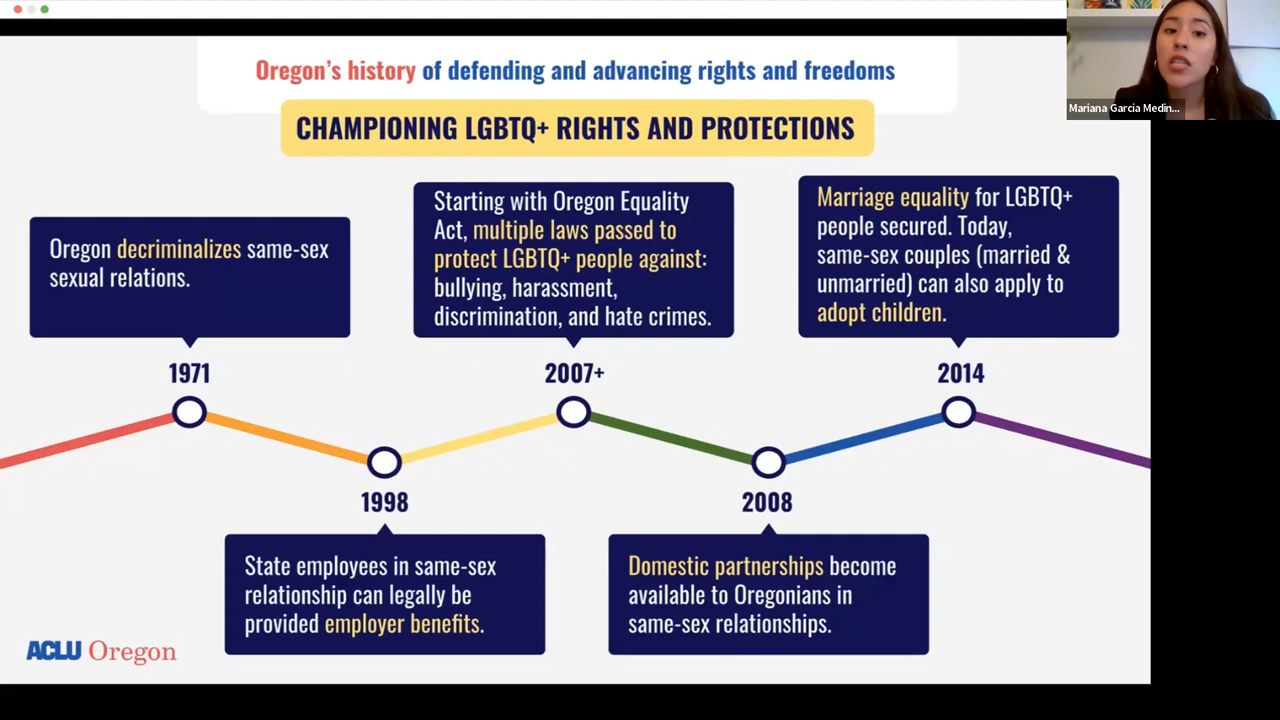 Oregon's history of defending and advancing rights and freedoms
CHAMPIONING LGBTQ+ RIGHTS AND PROTECTIONS
Mariana Garcia Medin...
Oregon decriminalizes same-sex
sexual relations.
1971
State employees in same-sex
relationship can legally be
provided employer benefits.
1998
Starting with Oregon Equality
Act, multiple laws passed to
protect LGBTQ+ people against:
bullying, harassment,
discrimination, and hate crimes.
2007+
Domestic partnerships become
available to Oregonians in
same-sex relationships.
2008
Marriage equality for LGBTQ+
people secured. Today,
same-sex couples (married &
unmarried) can also apply to
adopt children.
2014
ACLU Oregon